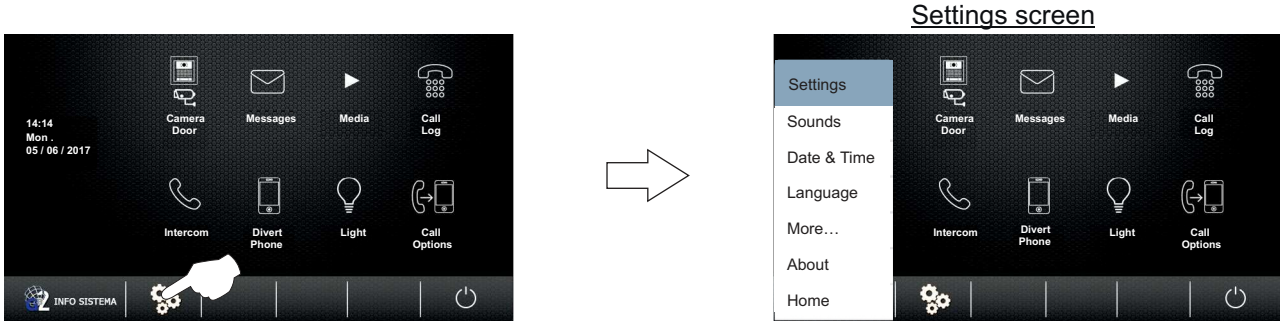 Settings screen
14:14
Mon .
05 / 06 / 2017
Camera
Door
Messages
Media
Call
Log
Intercom
Divert
Phone
Light
Call
Options
2 INFO SISTEMA
Settings
Sounds
Date & Time
Language
More…
About
Home
Camera
Door
Messages
Media
Call
Log
Intercom
Divert
Phone
Light
Call
Options